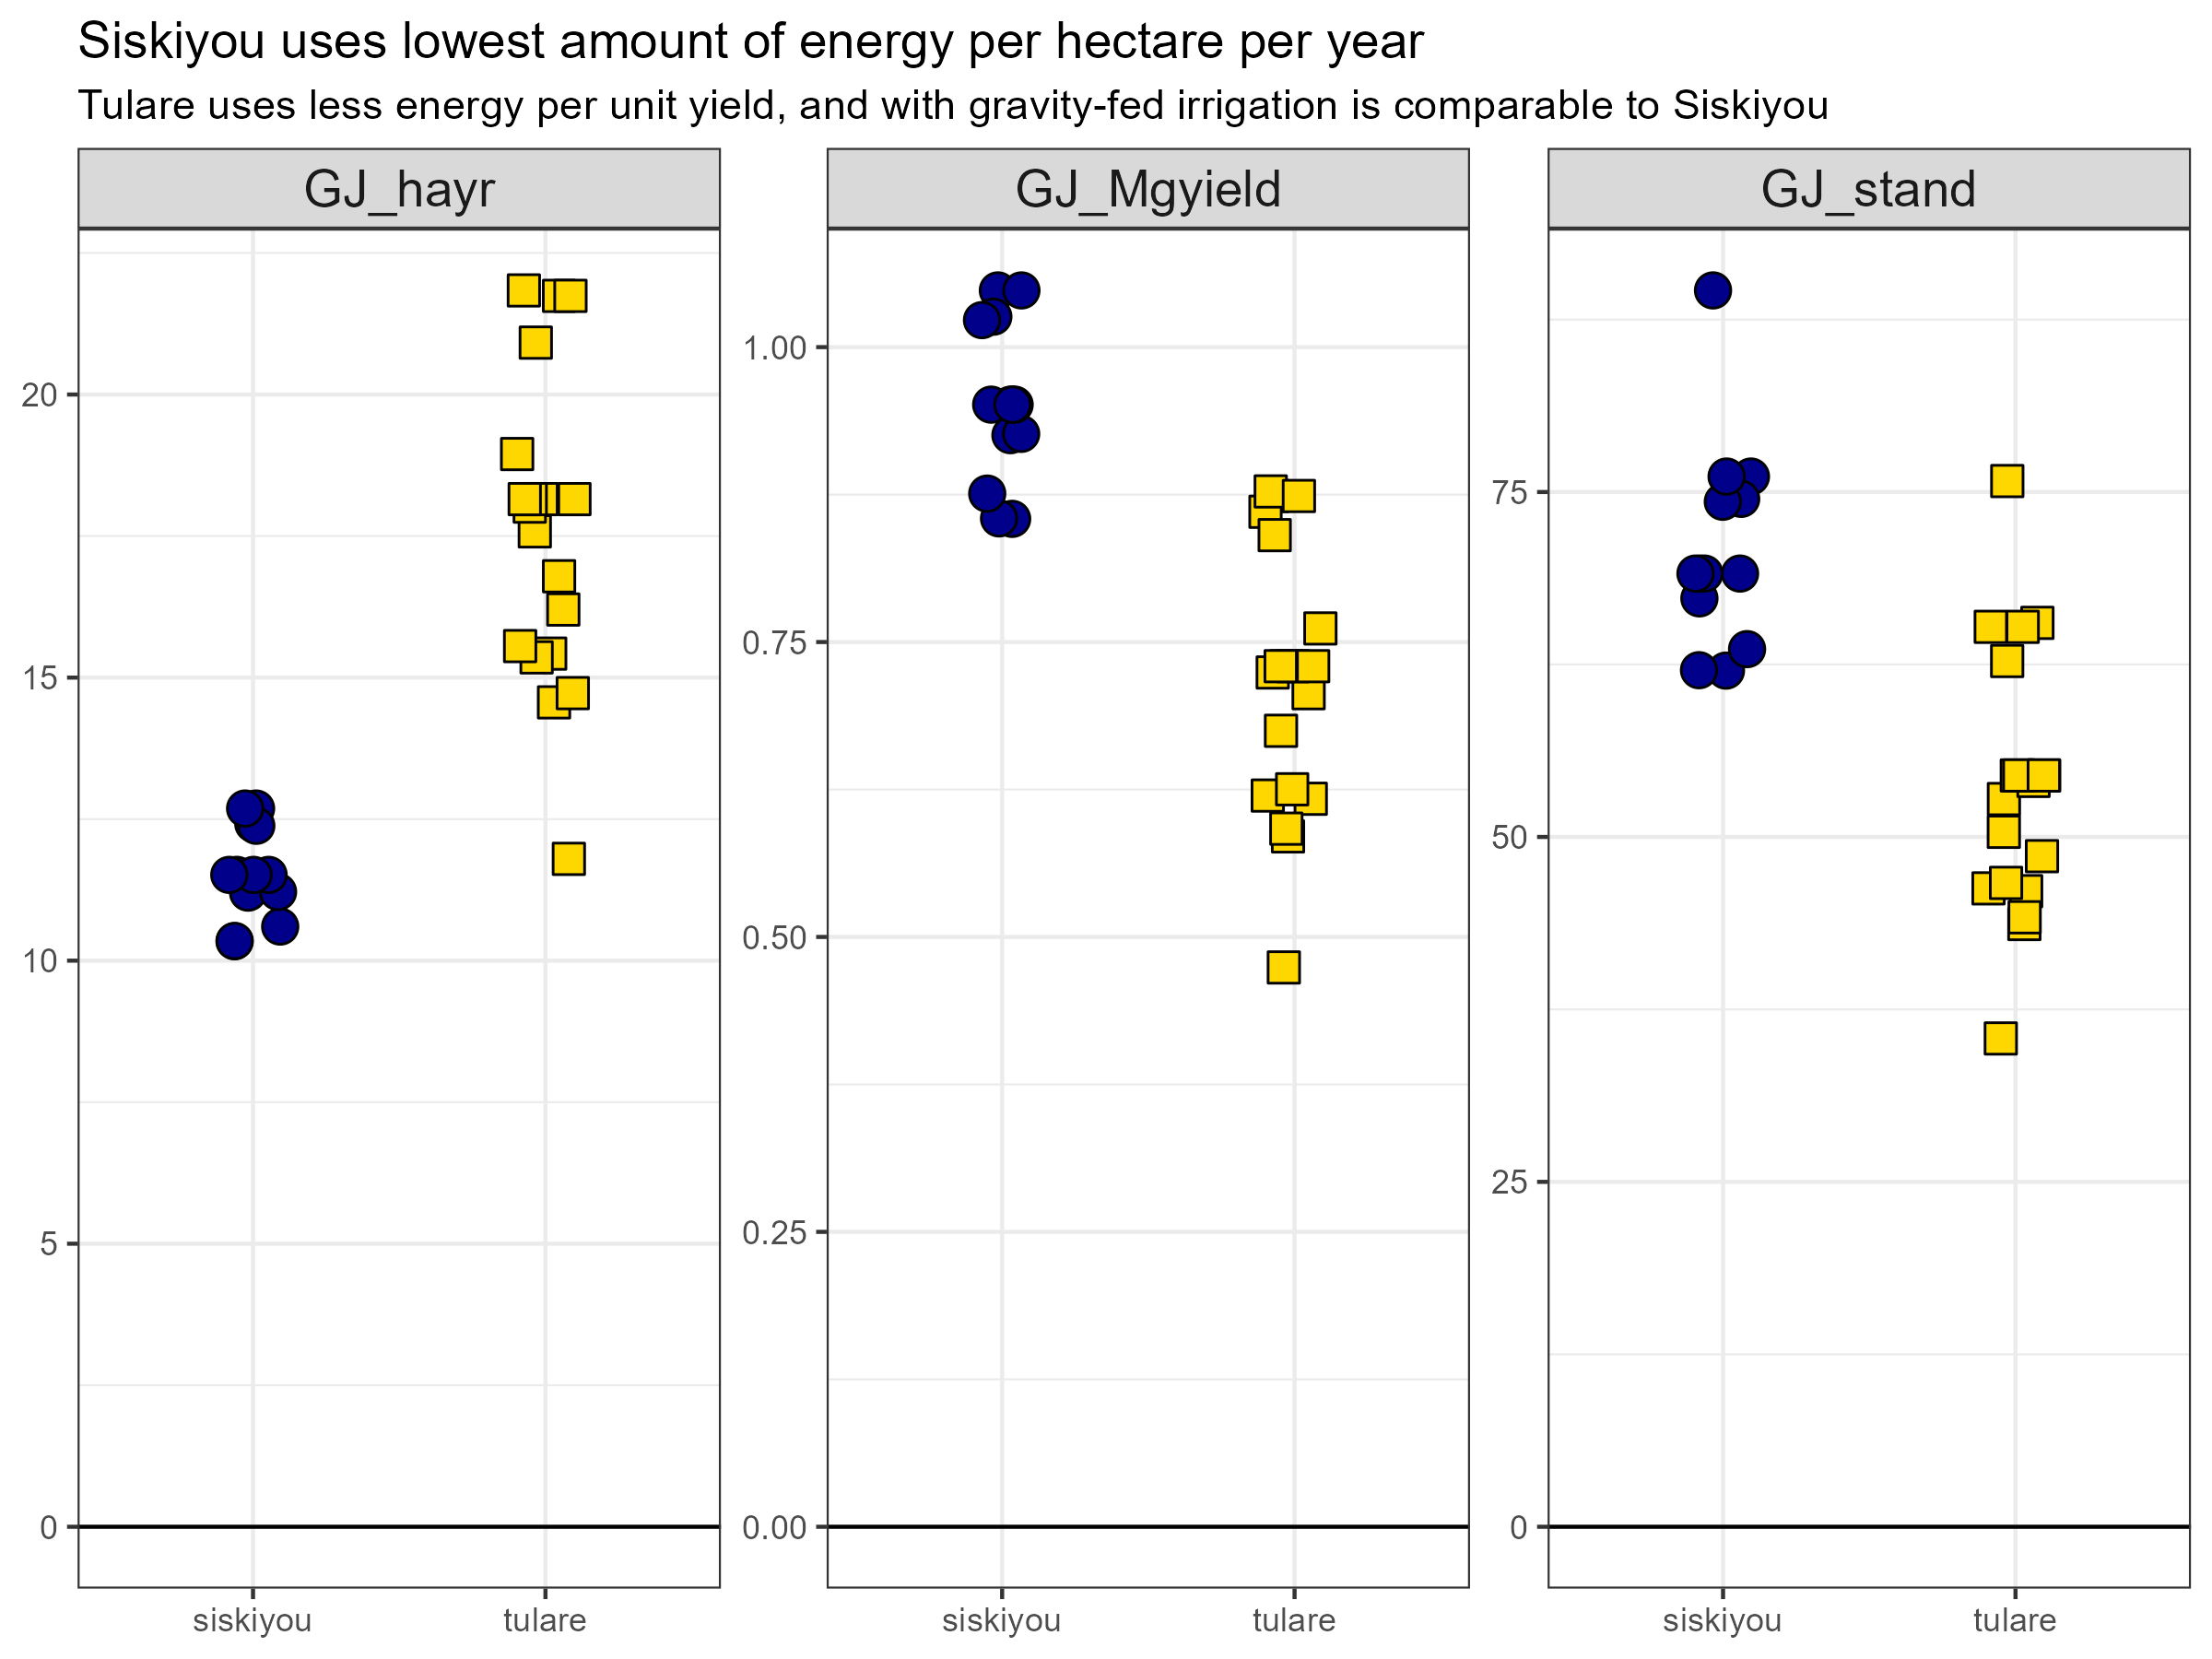 Siskiyou uses lowest amount of energy per hectare per year
Tulare uses less energy per unit yield, and with gravity-fed irrigation is comparable to Siskiyou
GJ_hayr
GJ_Mgyield
GJ_stand
20
15
10
5
0
1.00
0.75
0.50
0.25
0.00
75
50
25
0
siskiyou tulare
siskiyou tulare
siskiyou tulare